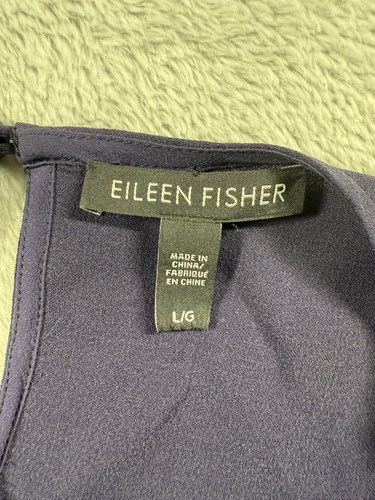 EILEEN FISHER
MADE IN
CHINA/
FABRIQUÉ
EN CHINE
L/G